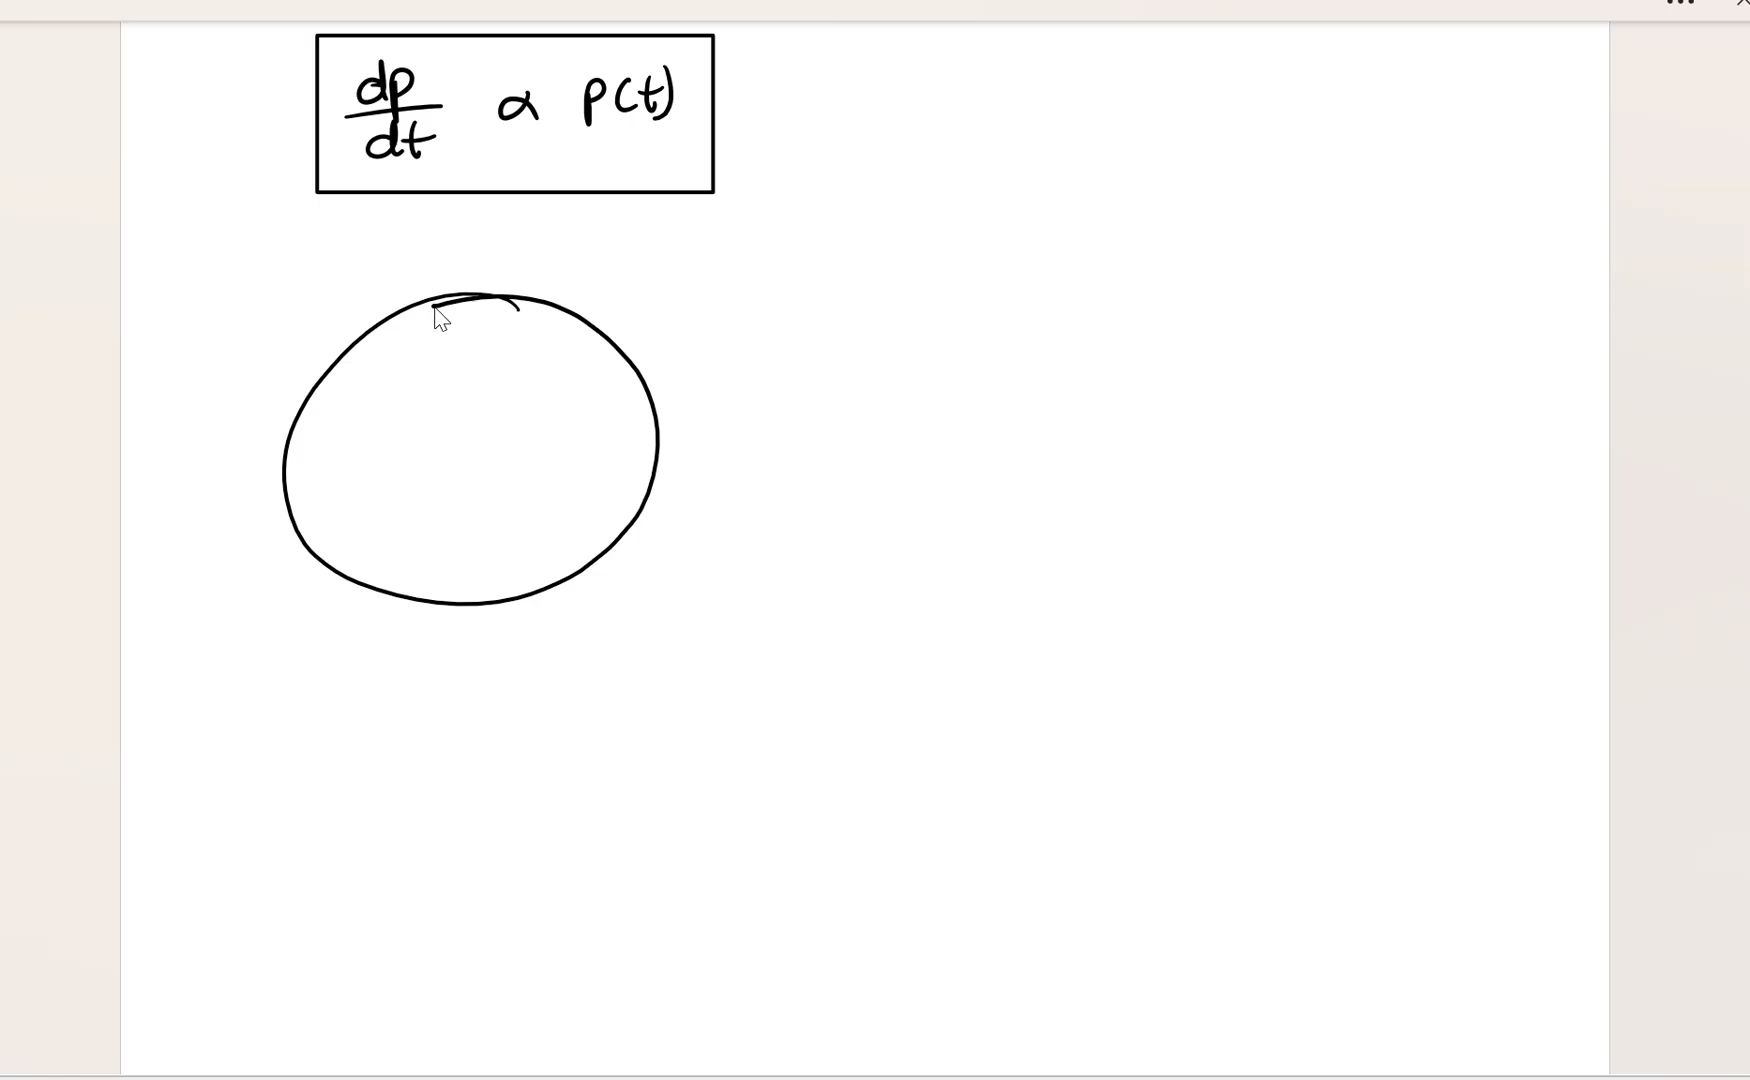 dp/dt ∝ p(t)